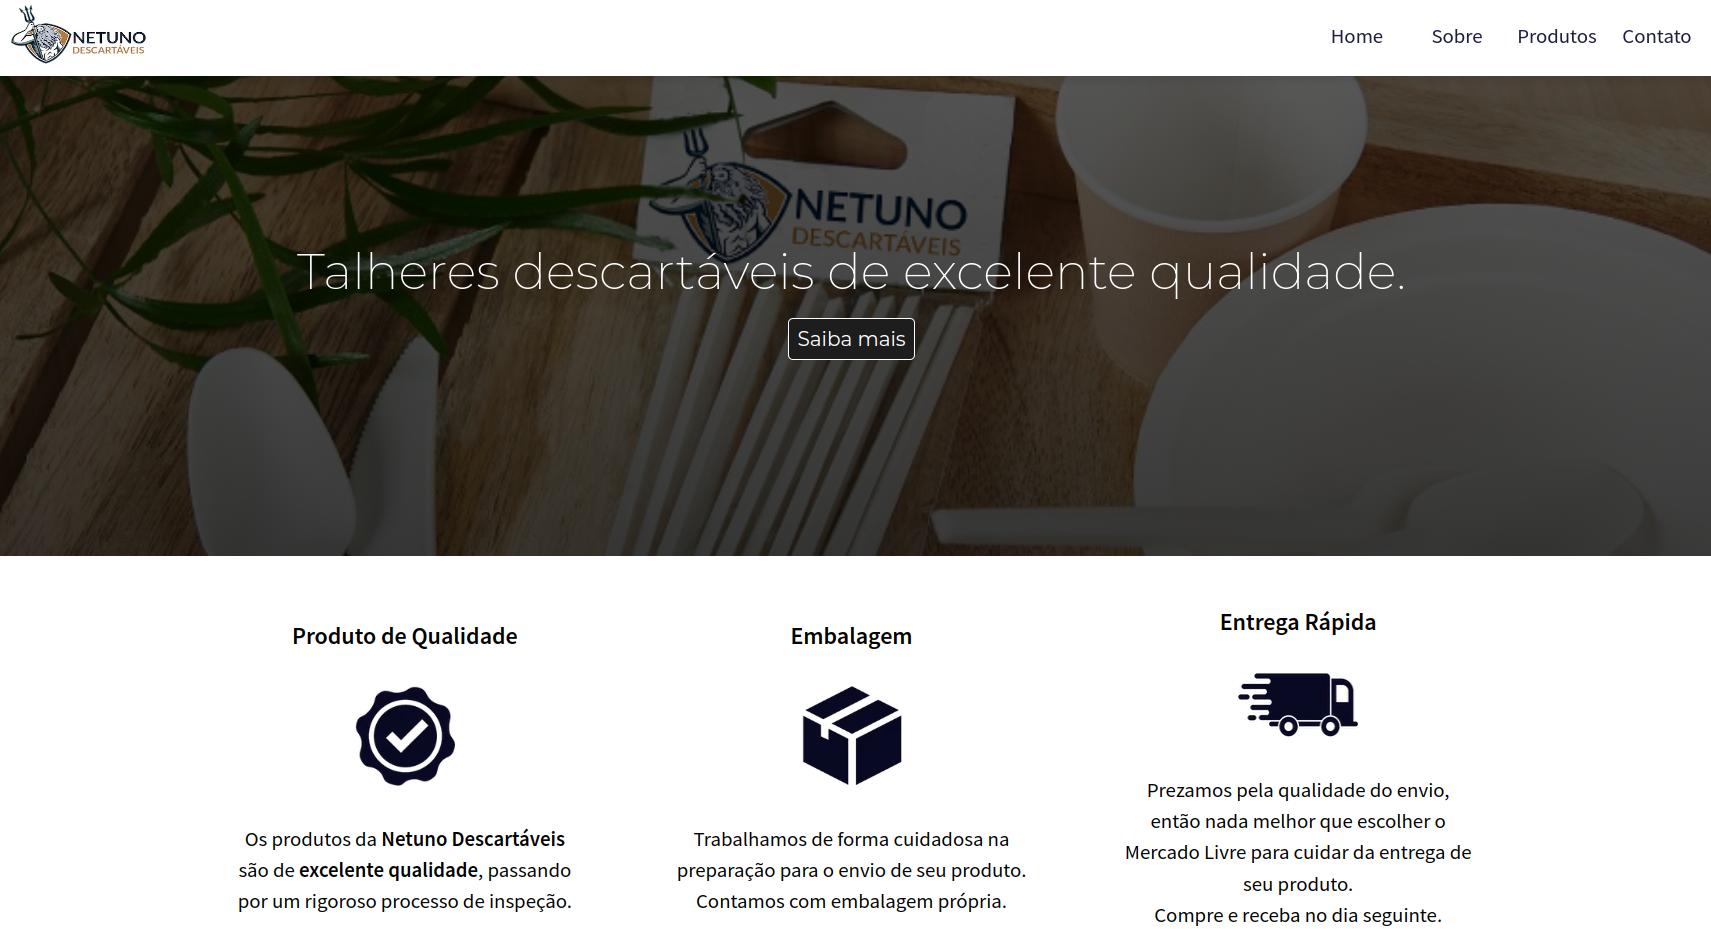 NETUNO
DESCARTÁVEIS
Home Sobre Produtos Contato
NETUNO
DESCARTÁVEIS
Talheres descartáveis de excelente qualidade.
Saiba mais
Produto de Qualidade
Os produtos da Netuno Descartáveis
são de excelente qualidade, passando
por um rigoroso processo de inspeção.
Embalagem
Trabalhamos de forma cuidadosa na
preparação para o envio de seu produto.
Contamos com embalagem própria.
Entrega Rápida
Prezamos pela qualidade do envio,
então nada melhor que escolher o
Mercado Livre para cuidar da entrega de
seu produto.
Compre e receba no dia seguinte.